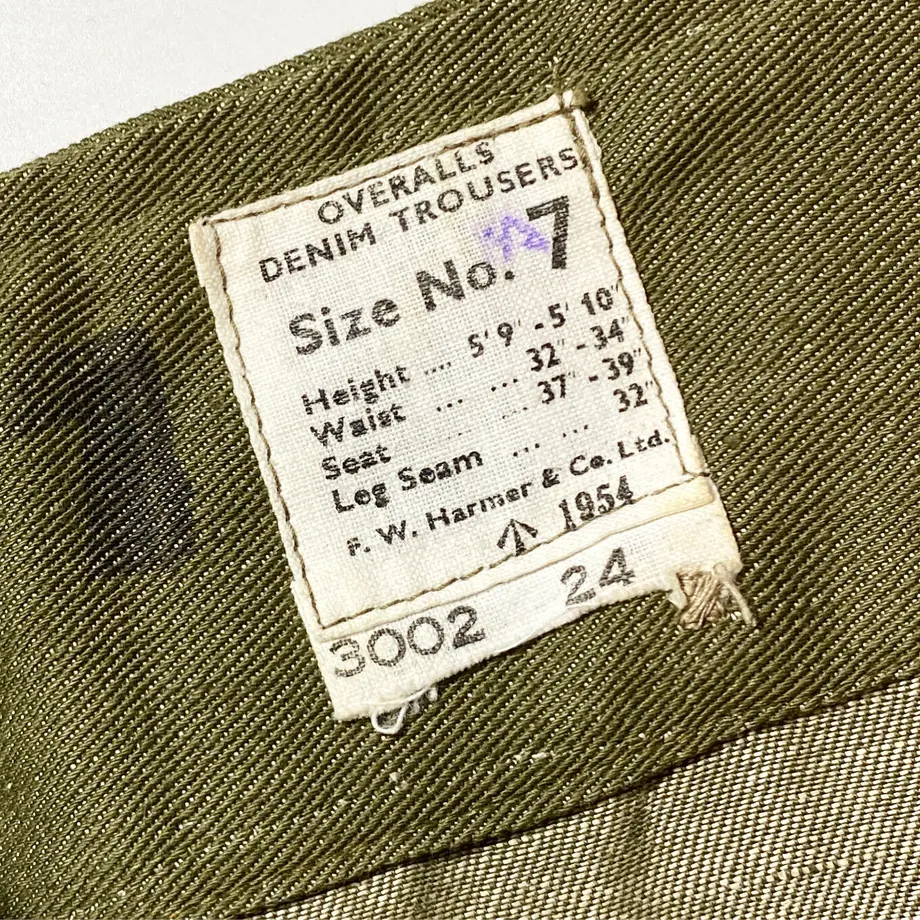 OVERALLS
DENIM TROUSERS
Size No. 7
Height .... 5' 9" - 5' 10"
Waist ... ... 32" - 34"
Seat ... ... 37" - 39"
Leg Seam ... ... 32"
F. W. Harmer & Co. Ltd.
1954
3002 24